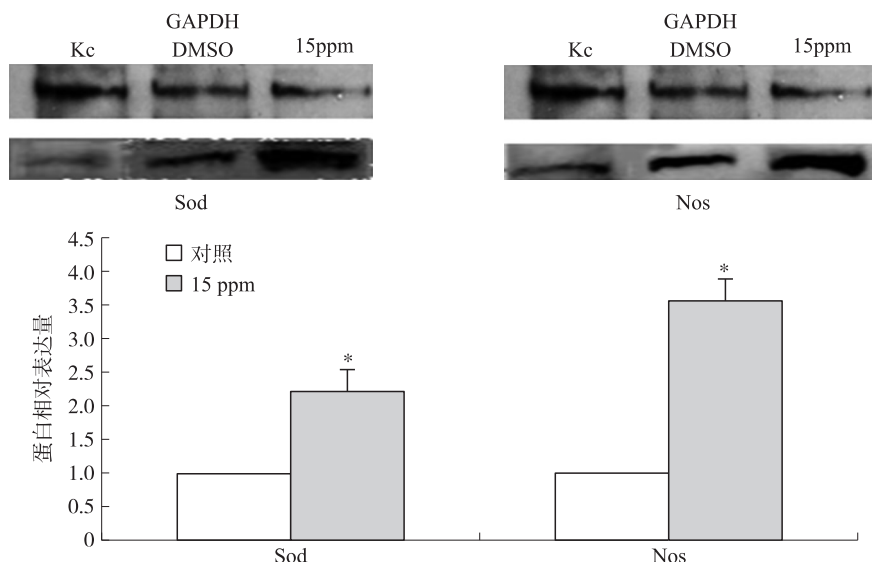 GAPDH
Kc DMSO 15ppm
Sod
GAPDH
Kc DMSO 15ppm
Nos
蛋白相对表达量
4.5
4.0
3.5
3.0
2.5
2.0
1.5
1.0
0.5
0
对照
15 ppm
*
*
Sod Nos